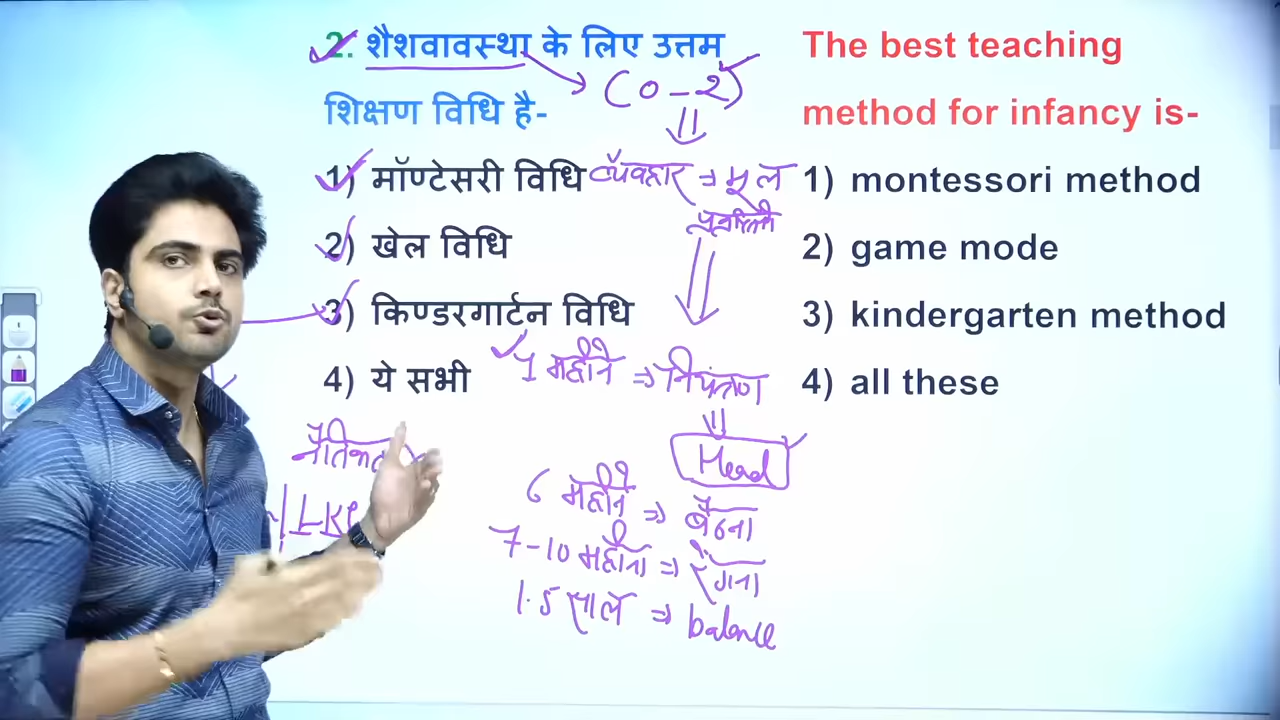 2. शैशवावस्था के लिए उत्तम
(0-2)
शिक्षण विधि है-
1) मॉण्टेसरी विधि
व्यवहार ⇒ मूल
2) खेल विधि
3) किण्डरगार्टन विधि
4) ये सभी
1 महीने ⇒ नियंत्रण
Head
6 महीने ⇒ बैठना
7-10 महीना ⇒ रेंगना
1.5 साल ⇒ balance
The best teaching
method for infancy is-
1) montessori method
2) game mode
3) kindergarten method
4) all these